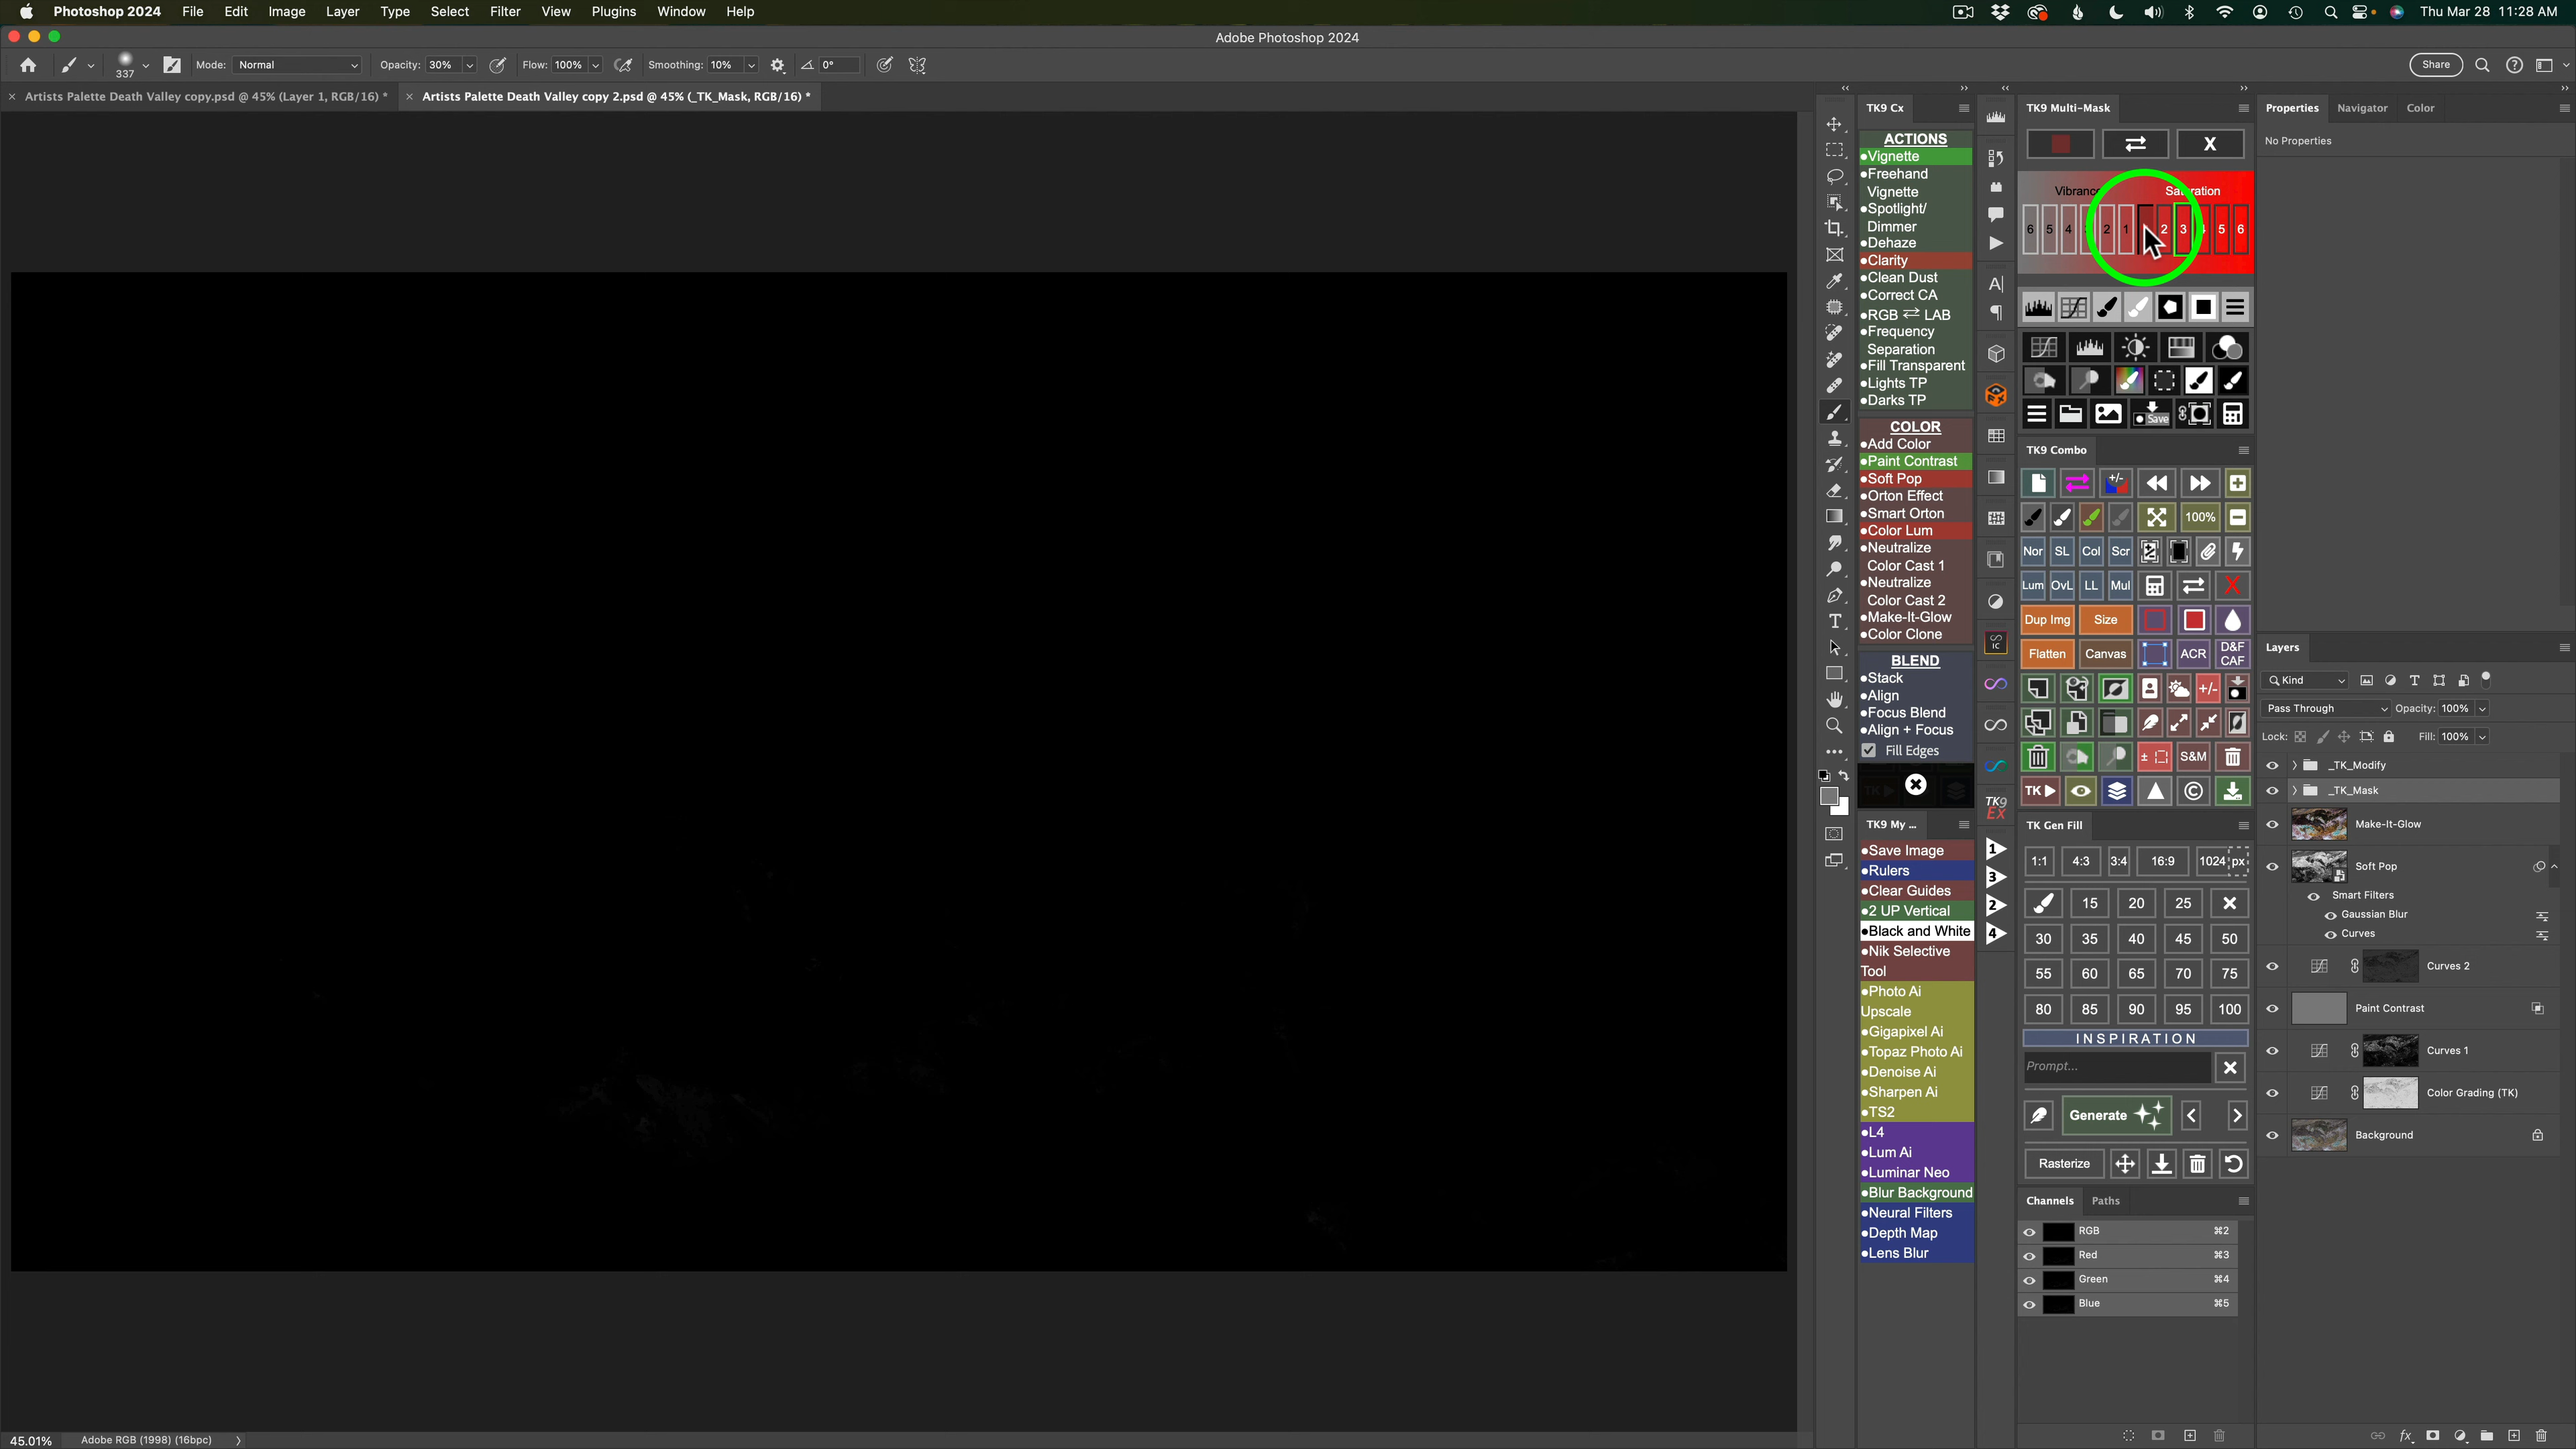 Photoshop 2024 File Edit Image Layer Type Select Filter View Plugins Window Help Thu Mar 28 11:28 AM
Adobe Photoshop 2024
337 Mode: Normal Opacity: 30% Flow: 100% Smoothing: 10% 0° Share
Artists Palette Death Valley copy.psd @ 45% (Layer 1, RGB/16) * Artists Palette Death Valley copy 2.psd @ 45% (_TK_Mask, RGB/16) *
TK9 Cx
ACTIONS
•Vignette
•Freehand
Vignette
•Spotlight/
Dimmer
•Dehaze
•Clarity
•Clean Dust
•Correct CA
•RGB ⇄ LAB
•Frequency
Separation
•Fill Transparent
•Lights TP
•Darks TP
COLOR
•Add Color
•Paint Contrast
•Soft Pop
•Orton Effect
•Smart Orton
•Color Lum
•Neutralize
Color Cast 1
•Neutralize
Color Cast 2
•Make-It-Glow
•Color Clone
BLEND
•Stack
•Align
•Focus Blend
•Align + Focus
Fill Edges
TK9 My ...
•Save Image
•Rulers
•Clear Guides
•2 UP Vertical
•Black and White
•Nik Selective
Tool
•Photo Ai
Upscale
•Gigapixel Ai
•Topaz Photo Ai
•Denoise Ai
•Sharpen Ai
•TS2
•L4
•Lum Ai
•Luminar Neo
•Blur Background
•Neural Filters
•Depth Map
•Lens Blur
IC
TK9
Ex
1
3
2
4
TK9 Multi-Mask
X
Vibrance Saturation
6 5 4 2 1 2 3 5 6
Save
TK9 Combo
+/-
100%
Nor SL Col Scr
Lum OvL LL Mul X
Dup Img Size
Flatten Canvas ACR D&F
CAF
+/-
± S&M
TK
TK Gen Fill
1:1 4:3 3:4 16:9 1024 px
15 20 25
30 35 40 45 50
55 60 65 70 75
80 85 90 95 100
INSPIRATION
Prompt...
Generate
Rasterize
Channels Paths
RGB ⌘2
Red ⌘3
Green ⌘4
Blue ⌘5
Properties Navigator Color
No Properties
Layers
Kind
Pass Through Opacity: 100%
Lock: Fill: 100%
_TK_Modify
_TK_Mask
Make-It-Glow
Soft Pop
Smart Filters
Gaussian Blur
Curves
Curves 2
Paint Contrast
Curves 1
Color Grading (TK)
Background
fx
45.01% Adobe RGB (1998) (16bpc)